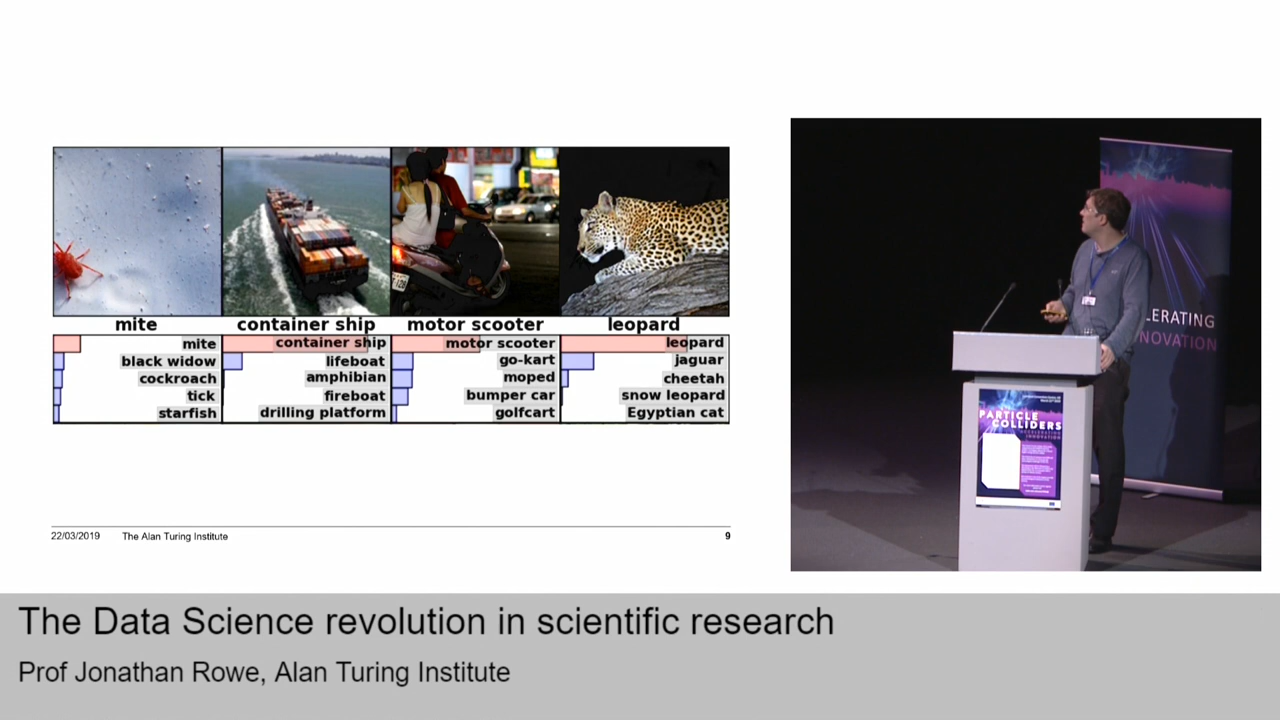 mite container ship motor scooter leopard
mite container ship motor scooter leopard
black widow lifeboat go-kart jaguar
cockroach amphibian moped cheetah
tick fireboat bumper car snow leopard
starfish drilling platform golfcart Egyptian cat
22/03/2019 The Alan Turing Institute 9
LERATING
NOVATION
PARTICLE
COLLIDERS
ACCELERATING
INNOVATION
The Data Science revolution in scientific research
Prof Jonathan Rowe, Alan Turing Institute